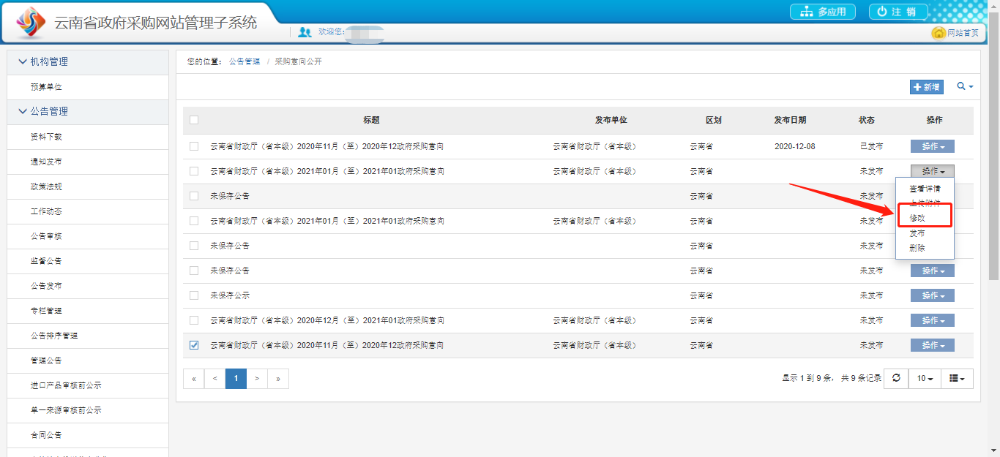 云南省政府采购网站管理子系统
多应用
注 销
欢迎您:
网站首页
机构管理
预算单位
公告管理
资料下载
通知发布
政策法规
工作动态
公告审核
监督公告
公告发布
专栏管理
公告排序管理
管理公告
进口产品审核前公示
单一来源审核前公示
合同公告
您的位置： 公告管理 / 采购意向公开
新增
标题 发布单位 区划 发布日期 状态 操作
云南省财政厅（省本级）2020年11月（至）2020年12政府采购意向 云南省财政厅（省本级） 云南省 2020-12-08 已发布 操作
云南省财政厅（省本级）2021年01月（至）2021年01政府采购意向 云南省财政厅（省本级） 云南省 未发布 操作
未保存公告 云南省 未发布
云南省财政厅（省本级）2021年01月（至）2021年01政府采购意向 云南省财政厅（省本级） 云南省 未发布
未保存公告 云南省 未发布
未保存公告 云南省 未发布 操作
未保存公示 云南省 未发布 操作
云南省财政厅（省本级）2020年12月（至）2021年01政府采购意向 云南省财政厅（省本级） 云南省 未发布 操作
云南省财政厅（省本级）2020年11月（至）2020年12政府采购意向 云南省财政厅（省本级） 云南省 未发布 操作
查看详情
上传附件
修改
发布
删除
« < 1 > »
显示 1 到 9 条， 共 9 条记录 10